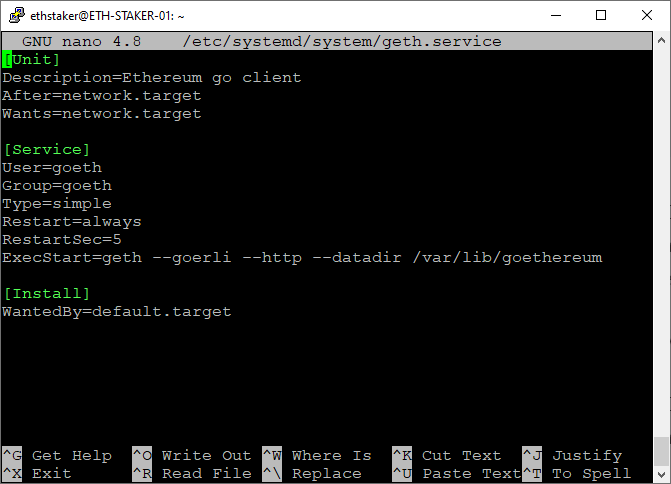 ethstaker@ETH-STAKER-01: ~
GNU nano 4.8 /etc/systemd/system/geth.service
[Unit]
Description=Ethereum go client
After=network.target
Wants=network.target
[Service]
User=goeth
Group=goeth
Type=simple
Restart=always
RestartSec=5
ExecStart=geth --goerli --http --datadir /var/lib/goethereum
[Install]
WantedBy=default.target
^G Get Help ^O Write Out ^W Where Is ^K Cut Text ^J Justify
^X Exit ^R Read File ^\ Replace ^U Paste Text ^T To Spell